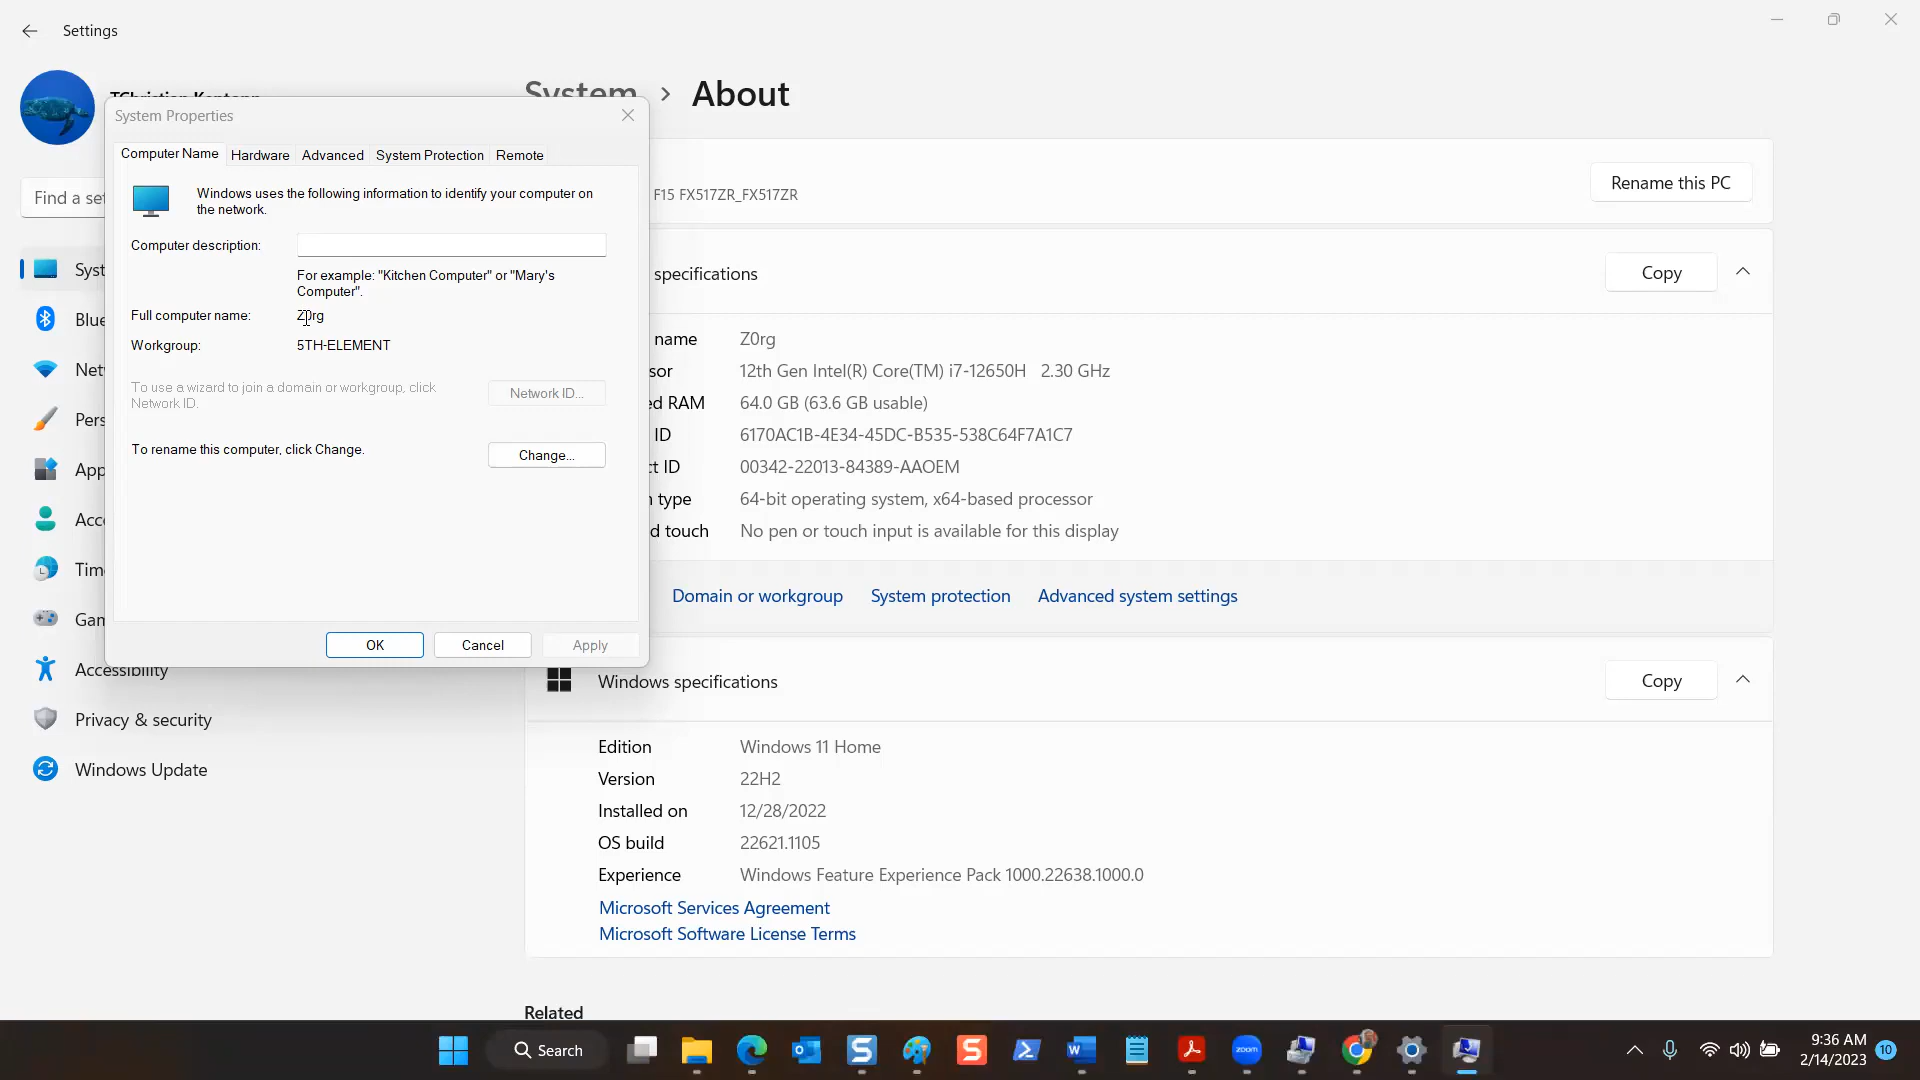 Settings
System > About
System Properties
Computer Name Hardware Advanced System Protection Remote
Windows uses the following information to identify your computer on
the network.
Computer description:
For example: "Kitchen Computer" or "Mary's
Computer".
Full computer name: Z0rg
Workgroup: 5TH-ELEMENT
To use a wizard to join a domain or workgroup, click
Network ID.
Network ID...
To rename this computer, click Change.
Change...
OK Cancel Apply
Find a set
Syst
Blue
Net
Pers
App
Acc
Tim
Gam
Accessibility
Privacy & security
Windows Update
F15 FX517ZR_FX517ZR
Rename this PC
specifications
Copy
name Z0rg
sor 12th Gen Intel(R) Core(TM) i7-12650H 2.30 GHz
ed RAM 64.0 GB (63.6 GB usable)
ID 6170AC1B-4E34-45DC-B535-538C64F7A1C7
ct ID 00342-22013-84389-AAOEM
type 64-bit operating system, x64-based processor
d touch No pen or touch input is available for this display
Domain or workgroup System protection Advanced system settings
Windows specifications
Copy
Edition Windows 11 Home
Version 22H2
Installed on 12/28/2022
OS build 22621.1105
Experience Windows Feature Experience Pack 1000.22638.1000.0
Microsoft Services Agreement
Microsoft Software License Terms
Related
Search
zoom
9:36 AM
2/14/2023
10